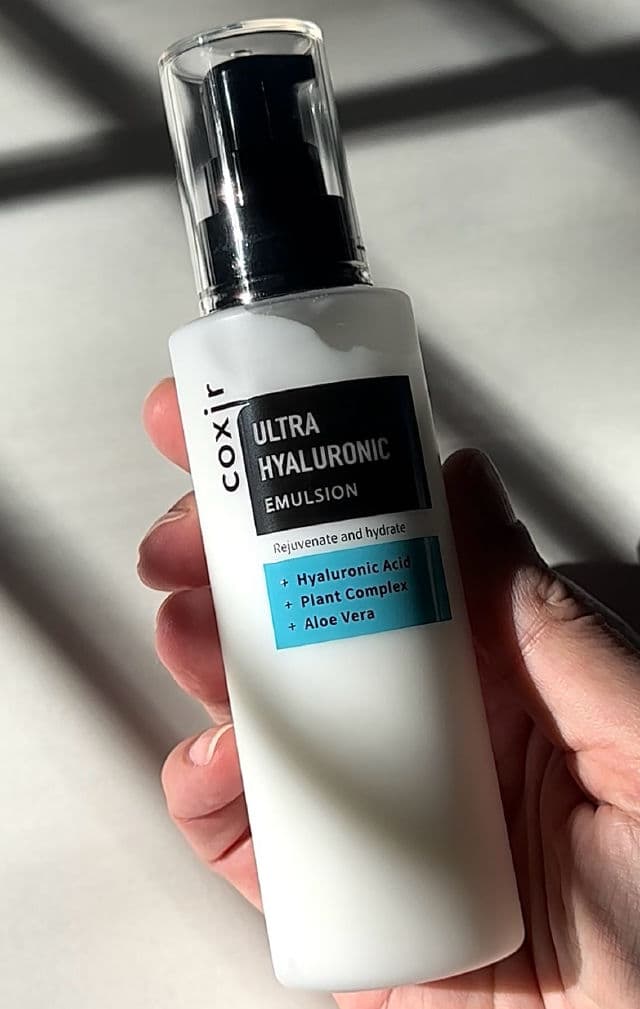 coxir
ULTRA
HYALURONIC
EMULSION
Rejuvenate and hydrate
+ Hyaluronic Acid
+ Plant Complex
+ Aloe Vera